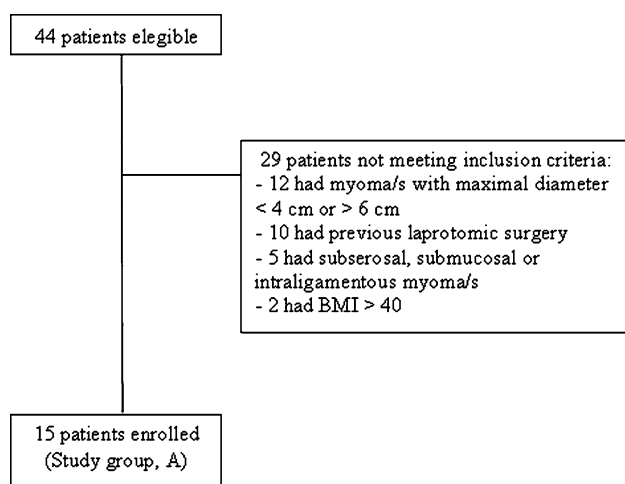 44 patients elegible
29 patients not meeting inclusion criteria:
- 12 had myoma/s with maximal diameter
< 4 cm or > 6 cm
- 10 had previous laprotomic surgery
- 5 had subserosal, submucosal or
intraligamentous myoma/s
- 2 had BMI > 40
15 patients enrolled
(Study group, A)